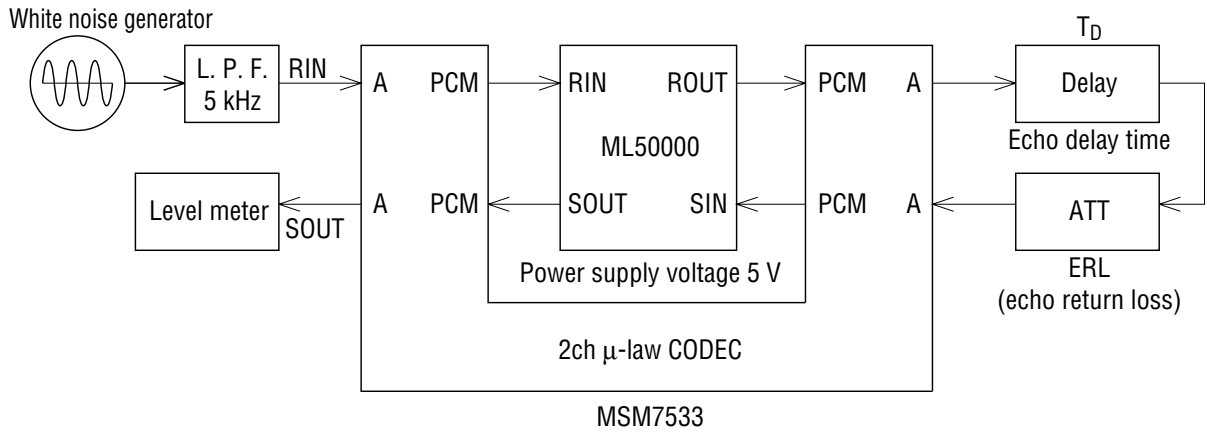 White noise generator
L. P. F.
5 kHz
RIN
A
PCM
RIN
ROUT
PCM
A
T_D
Delay
Echo delay time
ML50000
Level meter
SOUT
A
PCM
SOUT
SIN
PCM
A
ATT
ERL
(echo return loss)
Power supply voltage 5 V
2ch μ-law CODEC
MSM7533